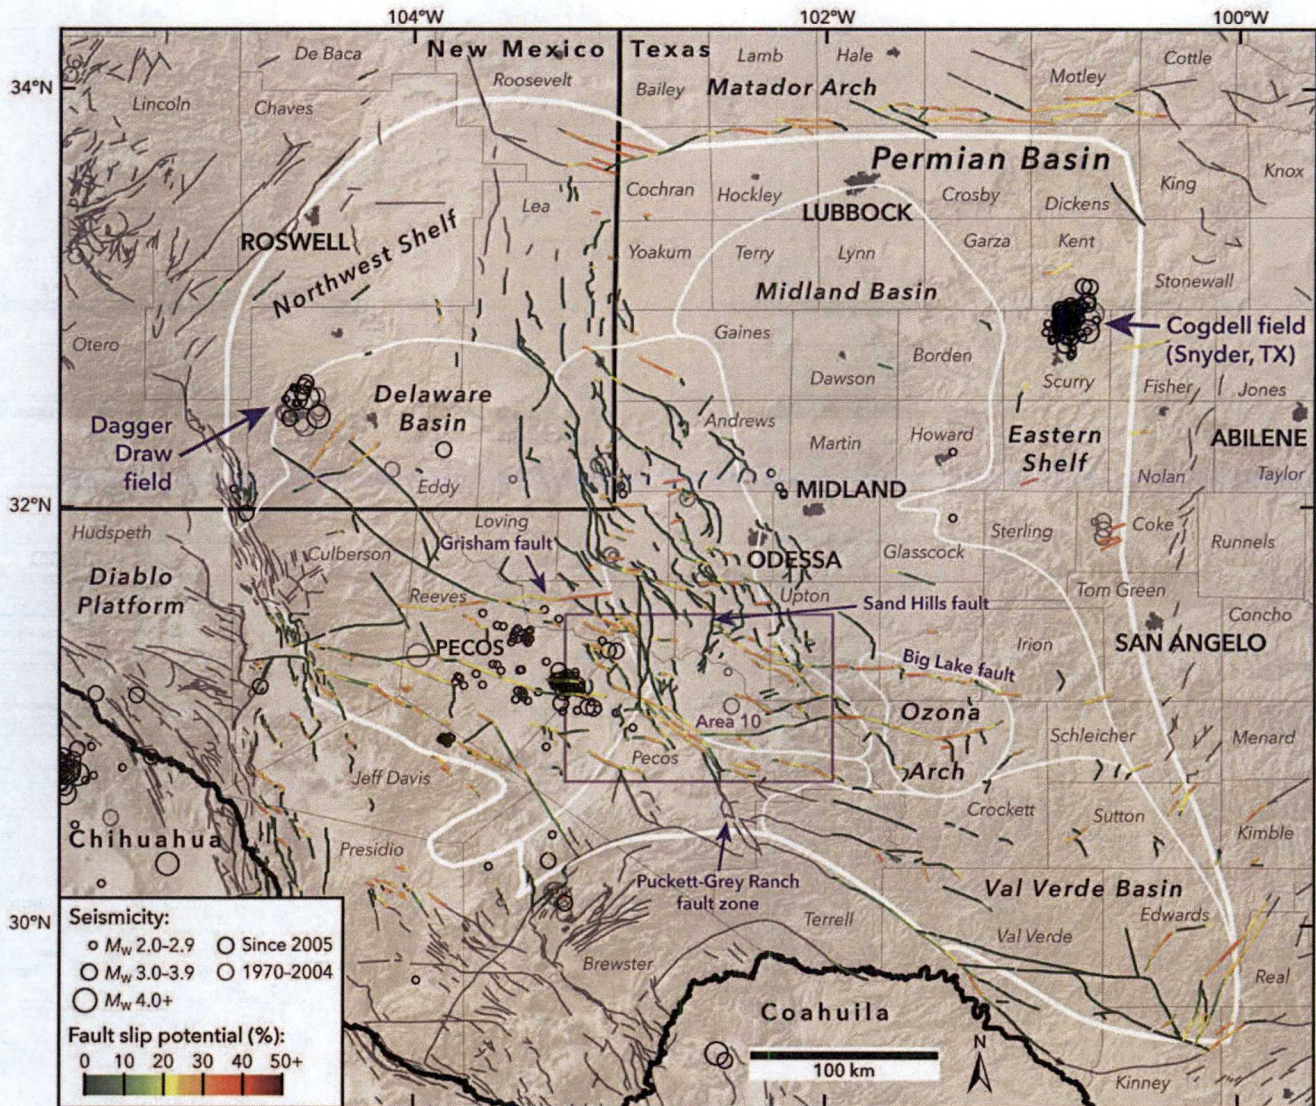 104°W
102°W
100°W
34°N
32°N
30°N
De Baca
New Mexico
Texas
Lamb
Hale
Cottle
Roosevelt
Bailey
Matador Arch
Motley
Lincoln
Chaves
Permian Basin
Knox
Cochran
Hockley
Crosby
King
Lea
Dickens
LUBBOCK
ROSWELL
Northwest Shelf
Yoakum
Terry
Lynn
Garza
Kent
Stonewall
Midland Basin
Otero
Gaines
Cogdell field
(Snyder, TX)
Borden
Dawson
Scurry
Fisher
Jones
Delaware
Basin
Dagger
Draw
field
Andrews
Martin
Howard
Eastern
Shelf
ABILENE
Nolan
Taylor
Eddy
MIDLAND
Hudspeth
Loving
Grisham fault
Culberson
Sterling
Coke
Runnels
ODESSA
Glasscock
Diablo
Platform
Reeves
Upton
Sand Hills fault
Tom Green
Concho
PECOS
Irion
SAN ANGELO
Big Lake fault
Area 10
Ozona
Arch
Schleicher
Menard
Pecos
Jeff Davis
Crockett
Sutton
Kimble
Chihuahua
Presidio
Puckett-Grey Ranch
fault zone
Val Verde Basin
Edwards
Terrell
Val Verde
Brewster
Real
Coahuila
N
100 km
Kinney
Seismicity:
Mw 2.0–2.9
Since 2005
Mw 3.0–3.9
1970–2004
Mw 4.0+
Fault slip potential (%):
0 10 20 30 40 50+